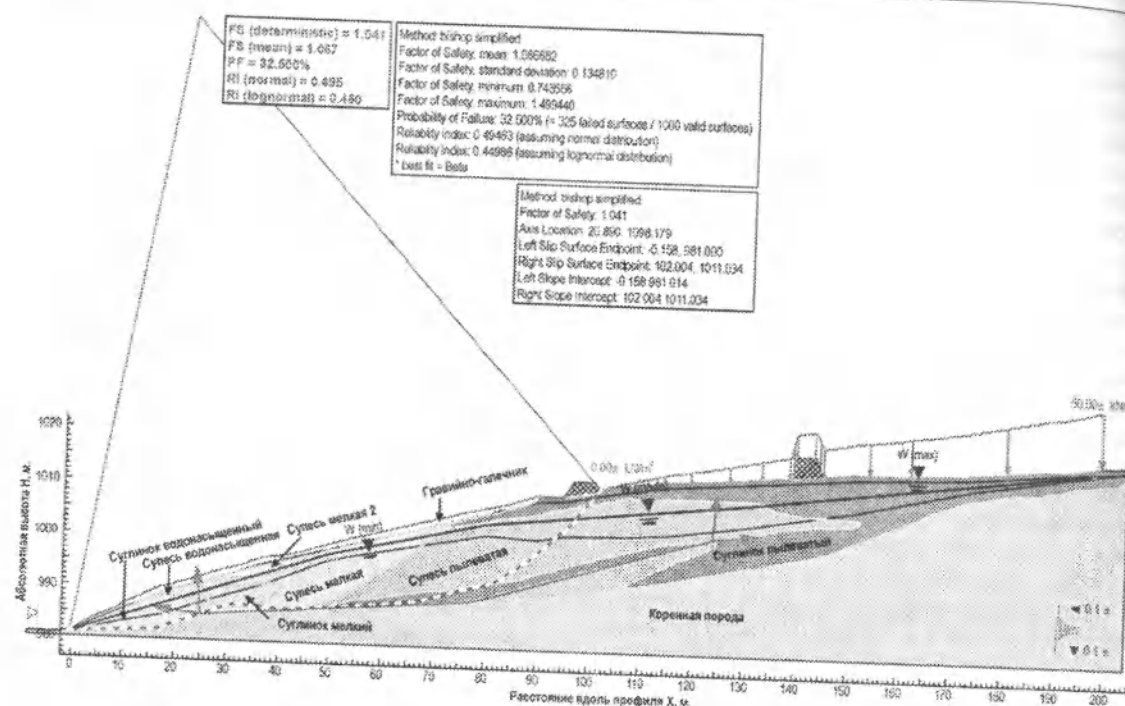 FS (deterministic) = 1.041
FS (mean) = 1.067
PF = 32.500%
RI (normal) = 0.495
RI (lognormal) = 0.450
Method: bishop simplified
Factor of Safety, mean: 1.066682
Factor of Safety, standard deviation: 0.134810
Factor of Safety, minimum: 0.743556
Factor of Safety, maximum: 1.499440
Probability of Failure: 32.500% (= 325 failed surfaces / 1000 valid surfaces)
Reliability index: 0.49463 (assuming normal distribution)
Reliability index: 0.44986 (assuming lognormal distribution)
* best fit = Beta
Method: bishop simplified
Factor of Safety: 1.041
Axis Location: 25.890, 1098.179
Left Slip Surface Endpoint: -0.158, 981.000
Right Slip Surface Endpoint: 102.004, 1011.034
Left Slope Intercept: -0.158 981.014
Right Slope Intercept: 102.004 1011.034
Абсолютная высота H, м.
1020
1010
1000
990
Гравийно-галечник
Супесь мелкая 2
Суглинок водонасыщенный
Супесь водонасыщенная
W (min)
W (max)
Супесь мелкая
Супесь пылеватая
Суглинок пылеватый
Суглинок мелкий
Коренная порода
0 10 20 30 40 50 60 70 80 90 100 110 120 130 140 150 160 170 180 190 200
Расстояние вдоль профиля X, м.